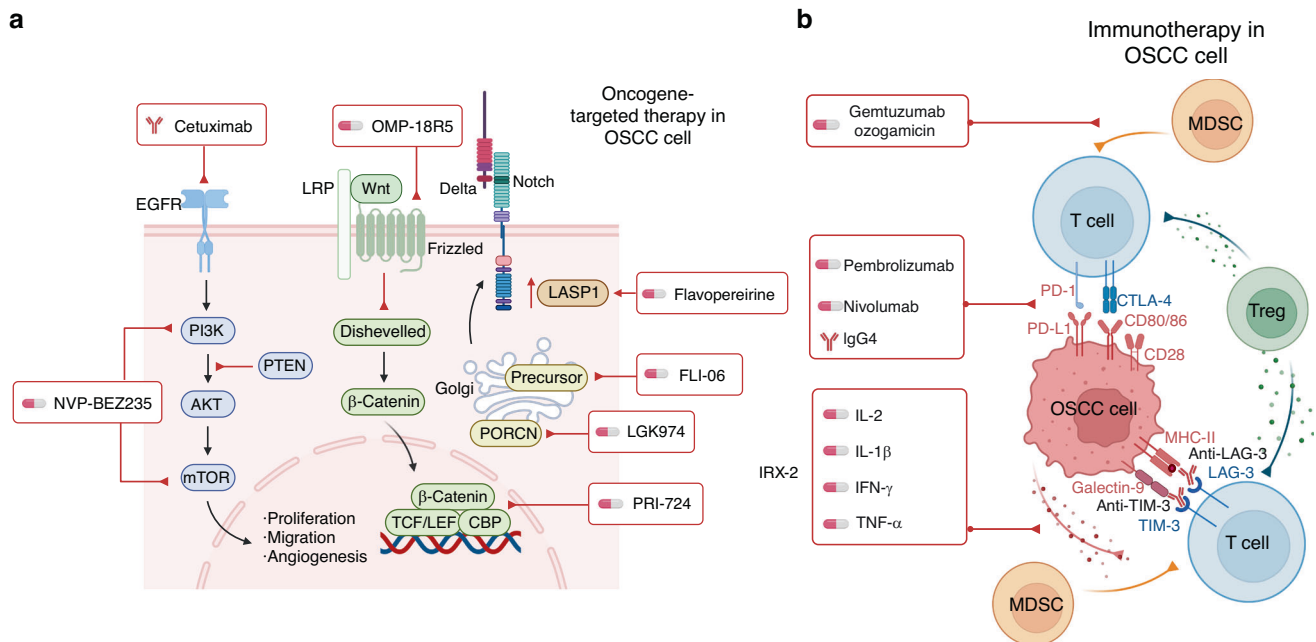 a
Oncogene-
targeted therapy in
OSCC cell
Cetuximab
OMP-18R5
LRP
Wnt
Delta
Notch
EGFR
Frizzled
LASP1
Flavopereirine
PI3K
Dishevelled
PTEN
Golgi
Precursor
FLI-06
NVP-BEZ235
AKT
β-Catenin
PORCN
LGK974
mTOR
β-Catenin
PRI-724
TCF/LEF
CBP
·Proliferation
·Migration
·Angiogenesis
b
Immunotherapy in
OSCC cell
Gemtuzumab
ozogamicin
MDSC
T cell
Pembrolizumab
Nivolumab
IgG4
PD-1
CTLA-4
PD-L1
CD80/86
CD28
Treg
OSCC cell
IRX-2
IL-2
IL-1β
IFN-γ
TNF-α
MHC-II
Anti-LAG-3
LAG-3
Galectin-9
Anti-TIM-3
TIM-3
T cell
MDSC